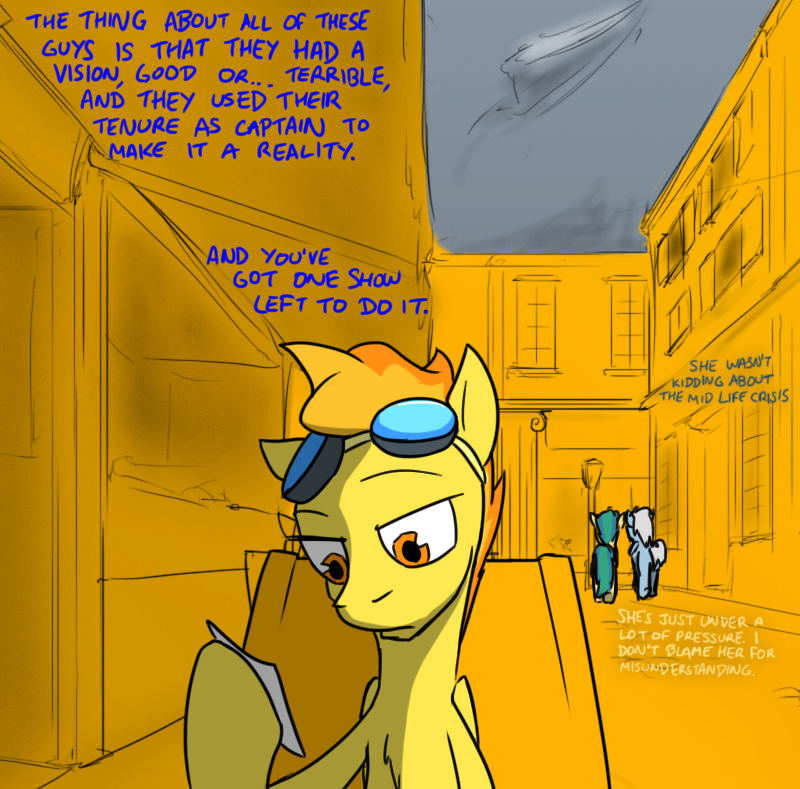 THE THING ABOUT ALL OF THESE
GUYS IS THAT THEY HAD A
VISION, GOOD OR... TERRIBLE,
AND THEY USED THEIR
TENURE AS CAPTAIN TO
MAKE IT A REALITY.
AND YOU'VE
GOT ONE SHOW
LEFT TO DO IT.
SHE WASN'T
KIDDING ABOUT
THE MID LIFE CRISIS
SHE'S JUST UNDER A
LOT OF PRESSURE. I
DON'T BLAME HER FOR
MISUNDERSTANDING.